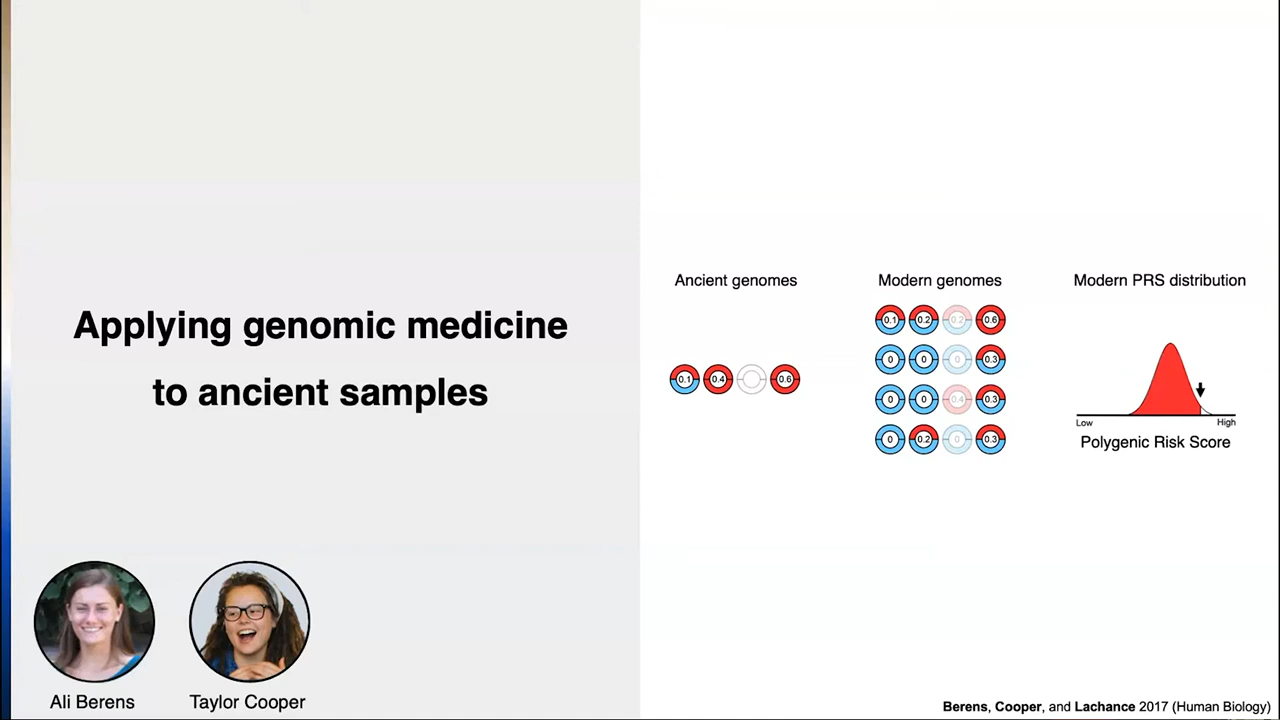 Applying genomic medicine
to ancient samples
Ali Berens
Taylor Cooper
Ancient genomes
0.1 0.4 0.6
Modern genomes
0.1 0.2 0.2 0.6
0 0 0 0.3
0 0 0.4 0.3
0 0.2 0 0.3
Modern PRS distribution
Low High
Polygenic Risk Score
Berens, Cooper, and Lachance 2017 (Human Biology)